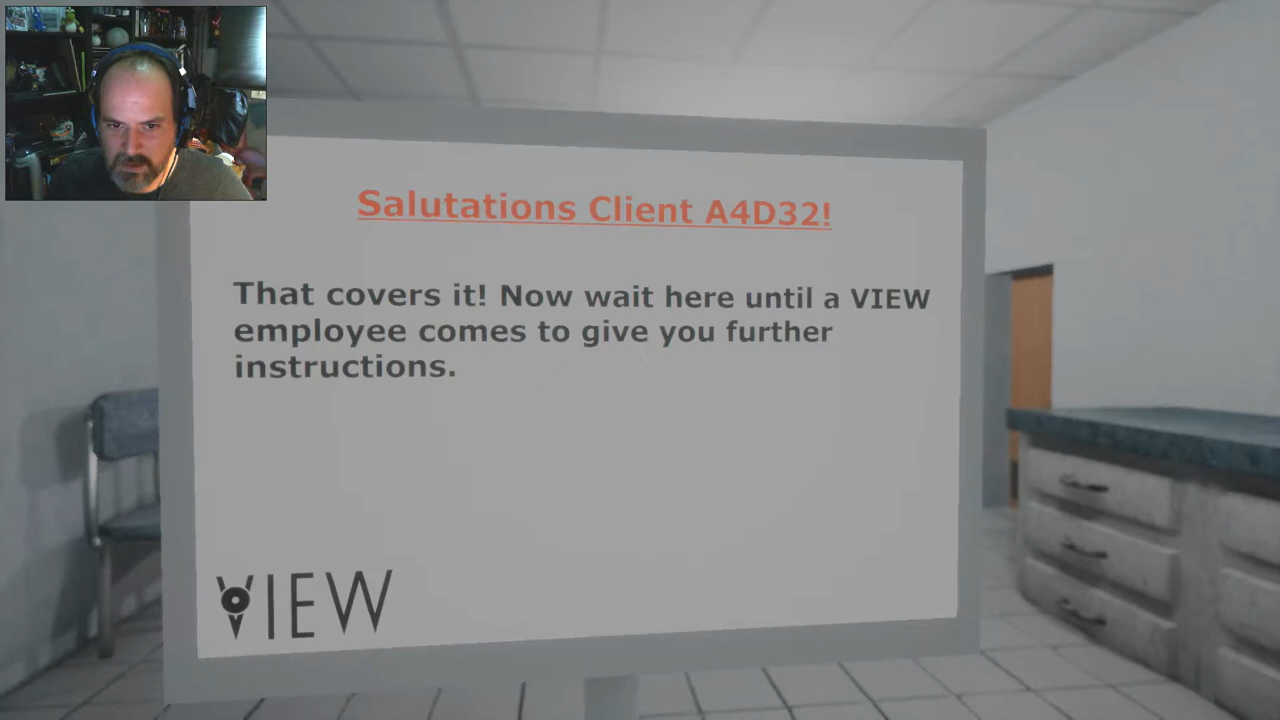 Salutations Client A4D32!
That covers it! Now wait here until a VIEW
employee comes to give you further
instructions.
VIEW